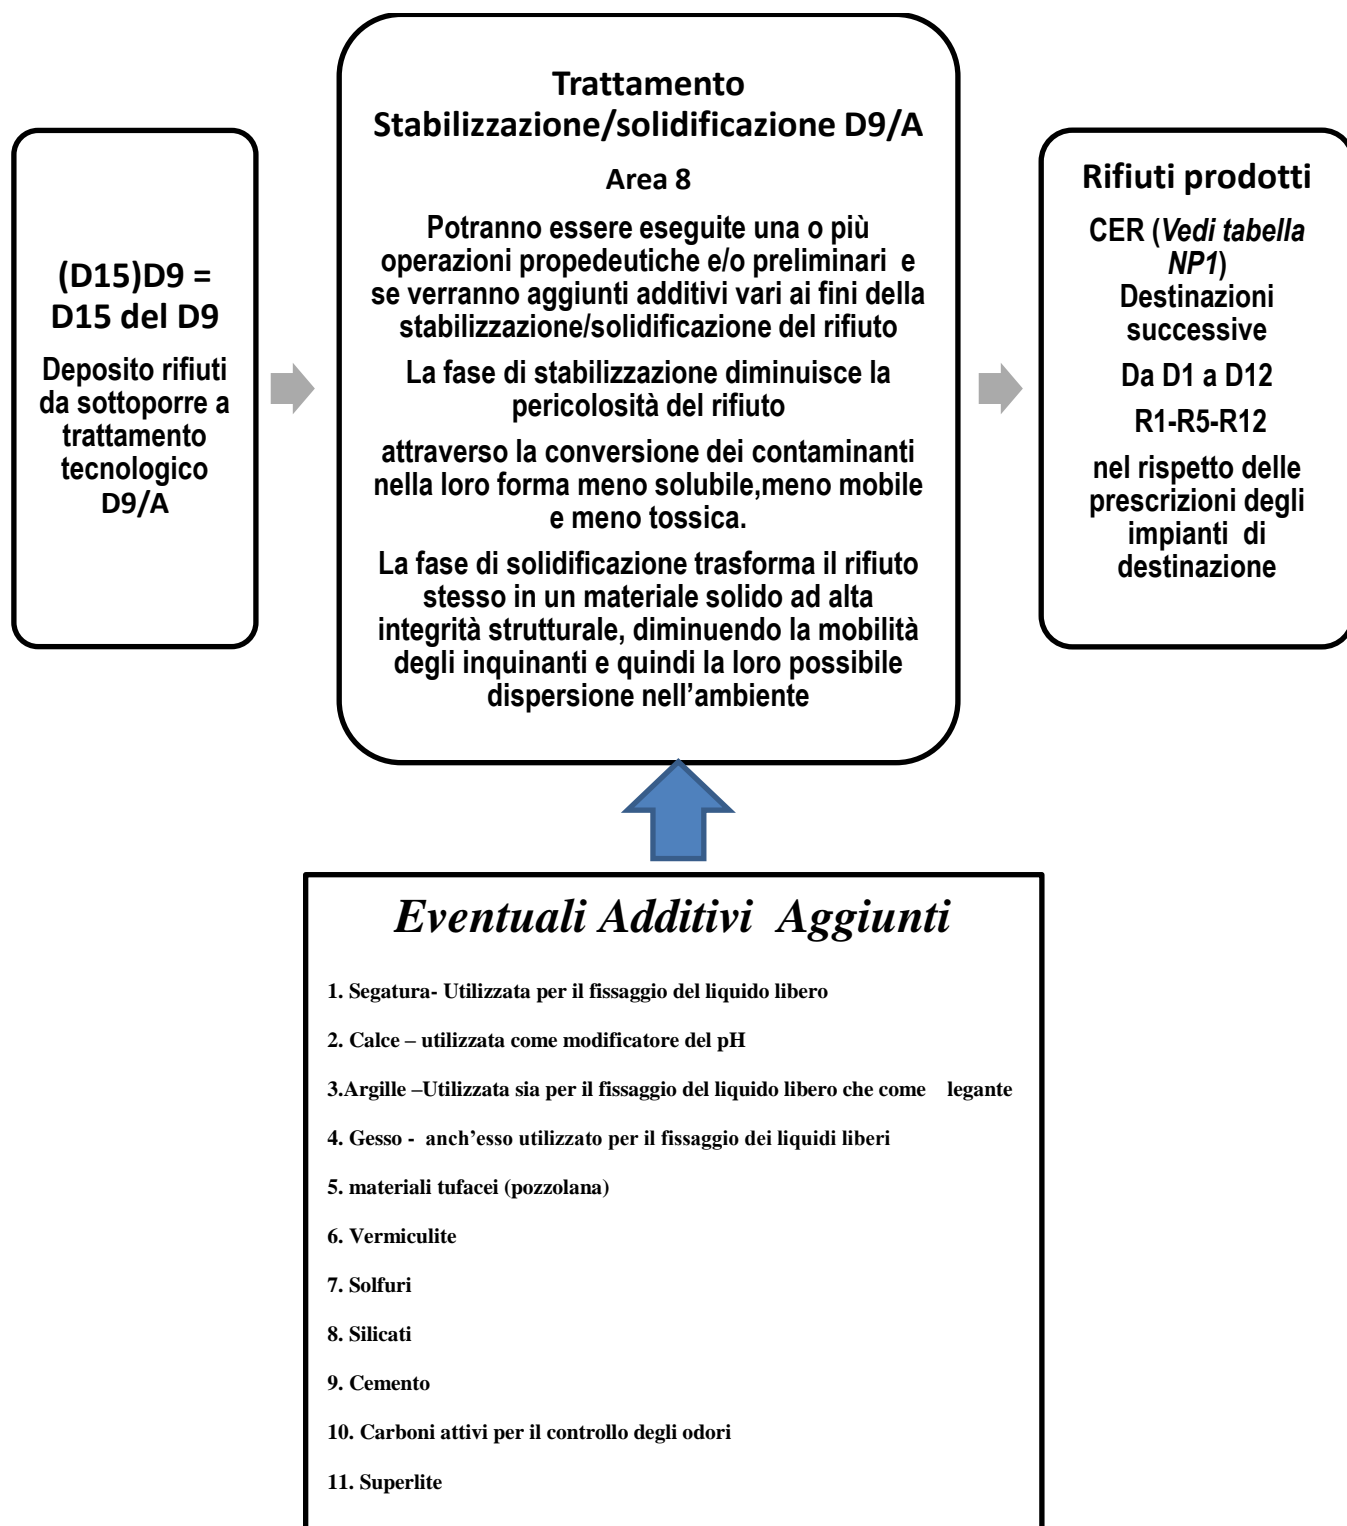 (D15)D9 =
D15 del D9
Deposito rifiuti
da sottoporre a
trattamento
tecnologico
D9/A
Trattamento
Stabilizzazione/solidificazione D9/A
Area 8
Potranno essere eseguite una o più
operazioni propedeutiche e/o preliminari e
se verranno aggiunti additivi vari ai fini della
stabilizzazione/solidificazione del rifiuto
La fase di stabilizzazione diminuisce la
pericolosità del rifiuto
attraverso la conversione dei contaminanti
nella loro forma meno solubile,meno mobile
e meno tossica.
La fase di solidificazione trasforma il rifiuto
stesso in un materiale solido ad alta
integrità strutturale, diminuendo la mobilità
degli inquinanti e quindi la loro possibile
dispersione nell’ambiente
Rifiuti prodotti
CER (Vedi tabella
NP1)
Destinazioni
successive
Da D1 a D12
R1-R5-R12
nel rispetto delle
prescrizioni degli
impianti di
destinazione
Eventuali Additivi Aggiunti
1. Segatura- Utilizzata per il fissaggio del liquido libero
2. Calce – utilizzata come modificatore del pH
3.Argille –Utilizzata sia per il fissaggio del liquido libero che come legante
4. Gesso - anch’esso utilizzato per il fissaggio dei liquidi liberi
5. materiali tufacei (pozzolana)
6. Vermiculite
7. Solfuri
8. Silicati
9. Cemento
10. Carboni attivi per il controllo degli odori
11. Superlite